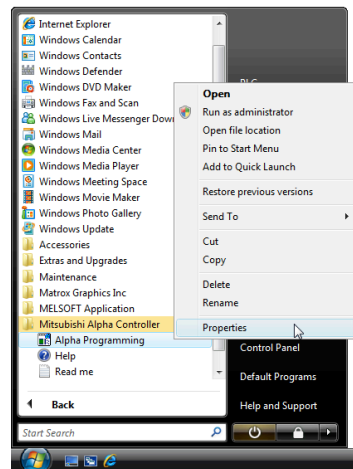 Internet Explorer
Windows Calendar
Windows Contacts
Windows Defender
Windows DVD Maker
Windows Fax and Scan
Windows Live Messenger Down
Windows Mail
Windows Media Center
Windows Media Player
Windows Meeting Space
Windows Movie Maker
Windows Photo Gallery
Windows Update
Accessories
Extras and Upgrades
Maintenance
Matrox Graphics Inc
MELSOFT Application
Mitsubishi Alpha Controller
Alpha Programming
Help
Read me
Back
Start Search
Open
Run as administrator
Open file location
Pin to Start Menu
Add to Quick Launch
Restore previous versions
Send To
Cut
Copy
Delete
Rename
Properties
Control Panel
Default Programs
Help and Support